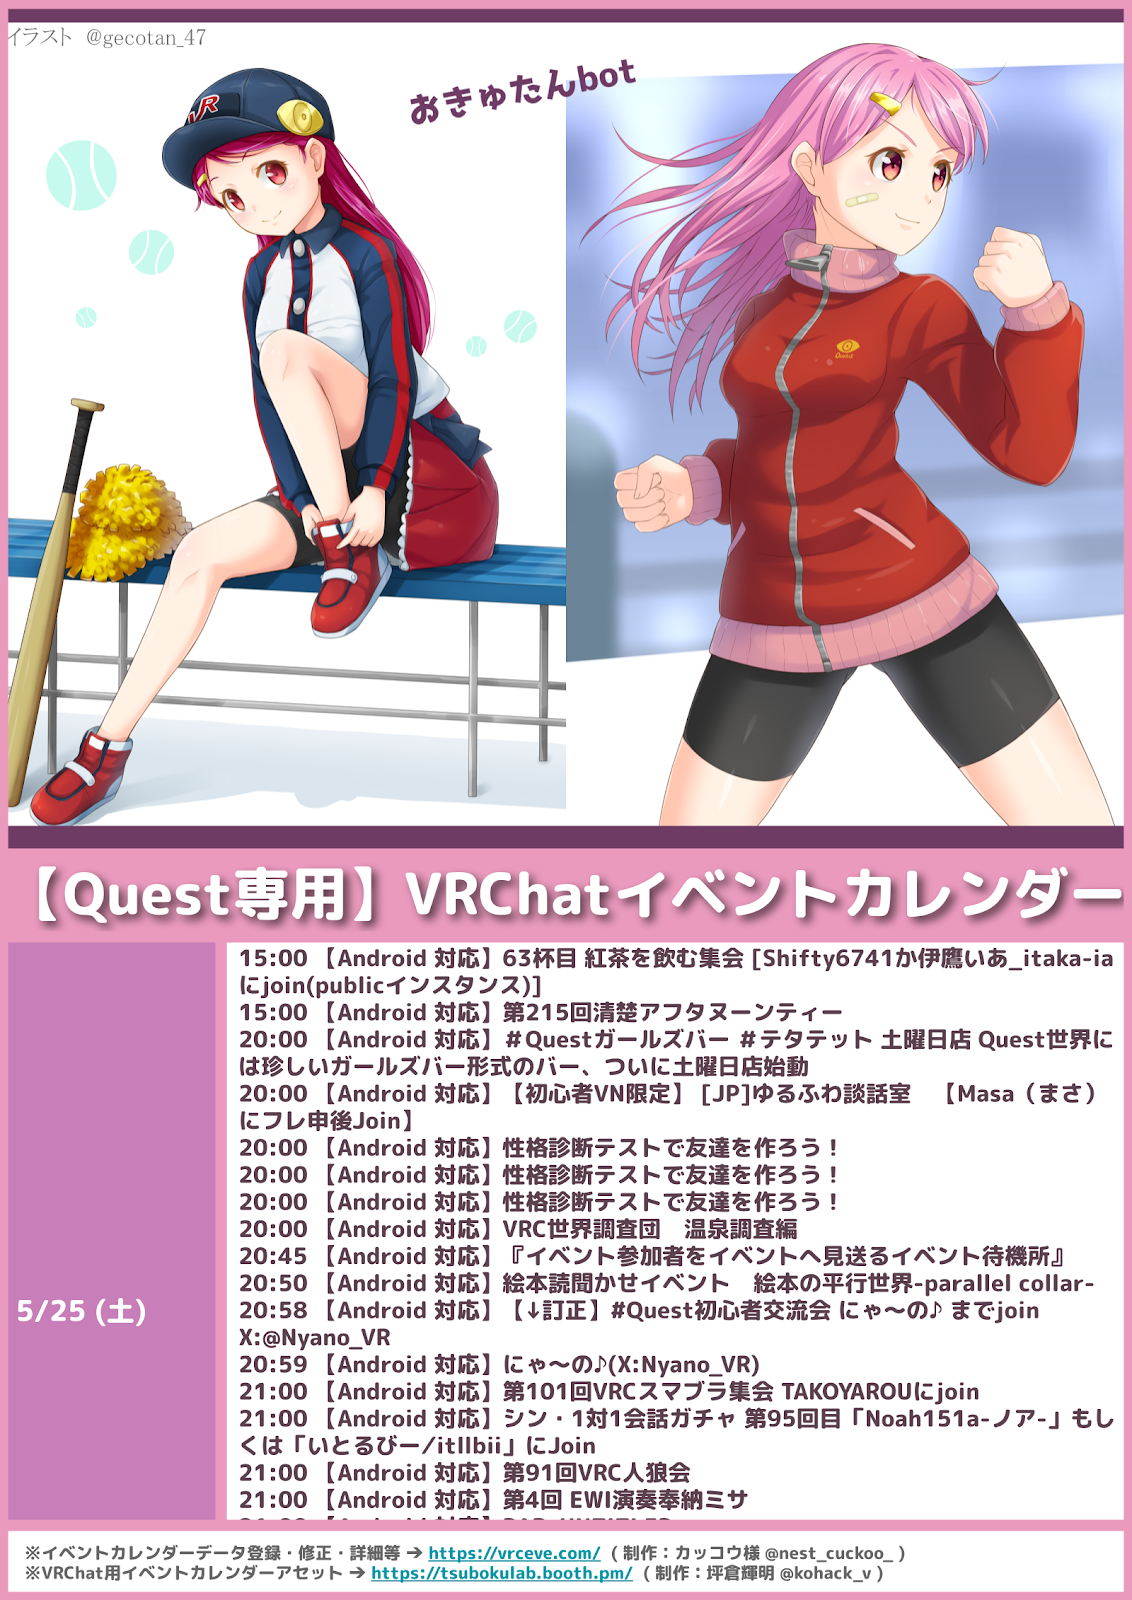 イラスト @gecotan_47
おきゅたんbot
VR
Quest
【Quest専用】VRChatイベントカレンダー
5/25 (土)
15:00 【Android 対応】63杯目 紅茶を飲む集会 [Shifty6741か伊鷹いあ_itaka-ia
にjoin(publicインスタンス)]
15:00 【Android 対応】第215回清楚アフタヌーンティー
20:00 【Android 対応】＃Questガールズバー ＃テタテット 土曜日店 Quest世界に
は珍しいガールズバー形式のバー、ついに土曜日店始動
20:00 【Android 対応】【初心者VN限定】 [JP]ゆるふわ談話室　【Masa（まさ）
にフレ申後Join】
20:00 【Android 対応】性格診断テストで友達を作ろう！
20:00 【Android 対応】性格診断テストで友達を作ろう！
20:00 【Android 対応】性格診断テストで友達を作ろう！
20:00 【Android 対応】VRC世界調査団　温泉調査編
20:45 【Android 対応】『イベント参加者をイベントへ見送るイベント待機所』
20:50 【Android 対応】絵本読聞かせイベント　絵本の平行世界-parallel collar-
20:58 【Android 対応】【↓訂正】#Quest初心者交流会 にゃ〜の♪ までjoin
X:@Nyano_VR
20:59 【Android 対応】にゃ〜の♪(X:Nyano_VR)
21:00 【Android 対応】第101回VRCスマブラ集会 TAKOYAROUにjoin
21:00 【Android 対応】シン・1対1会話ガチャ 第95回目「Noah151a-ノア-」もし
くは「いとるびー/itllbii」にJoin
21:00 【Android 対応】第91回VRC人狼会
21:00 【Android 対応】第4回 EWI演奏奉納ミサ
※イベントカレンダーデータ登録・修正・詳細等 → https://vrceve.com/ ( 制作：カッコウ様 @nest_cuckoo_ )
※VRChat用イベントカレンダーアセット → https://tsubokulab.booth.pm/ ( 制作：坪倉輝明 @kohack_v )